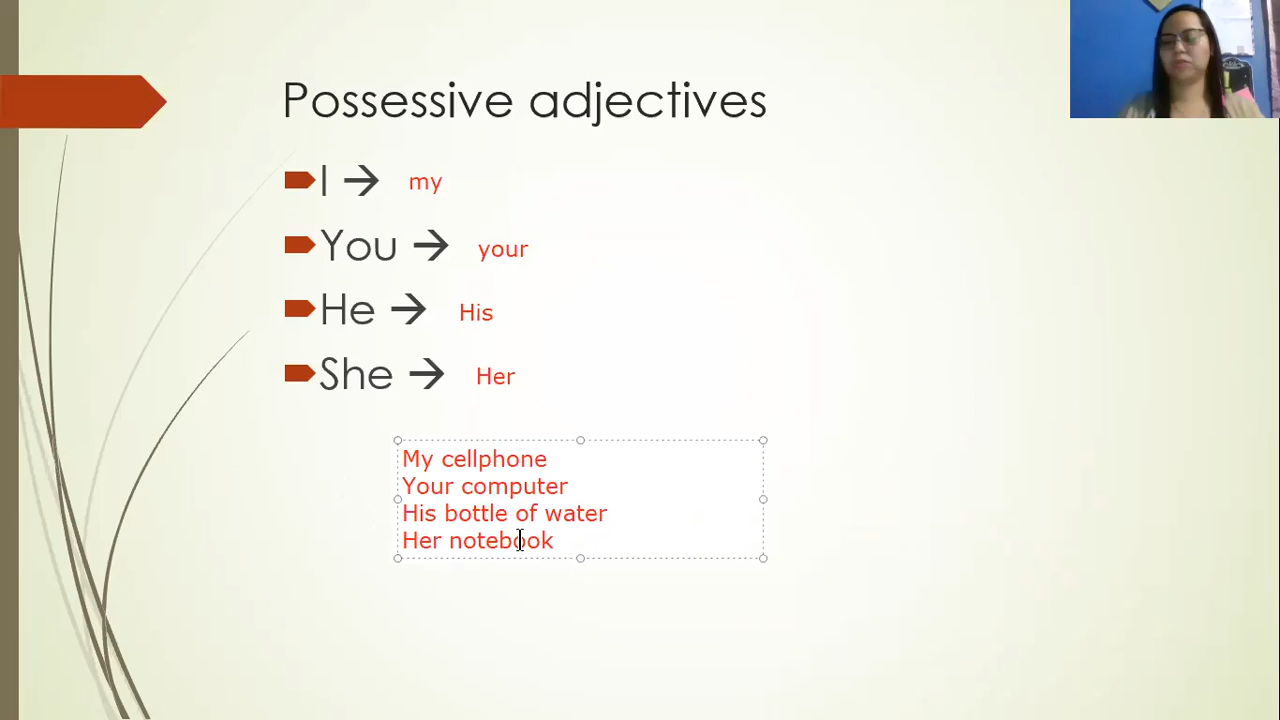 Possessive adjectives
I → my
You → your
He → His
She → Her
My cellphone
Your computer
His bottle of water
Her notebook